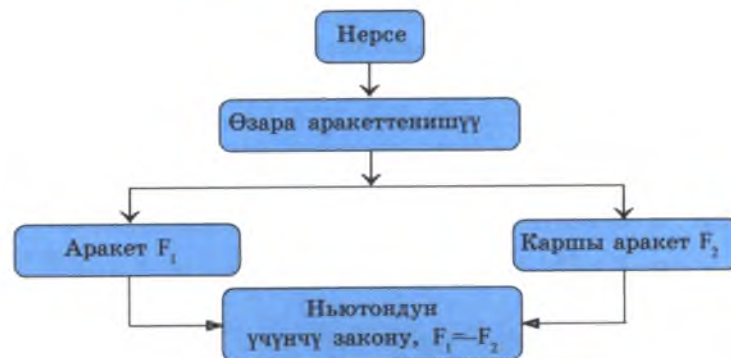 Нерсе
Өзара аракеттенишүү
Аракет F₁
Каршы аракет F₂
Ньютондун
үчүнчү закону, F₁=–F₂